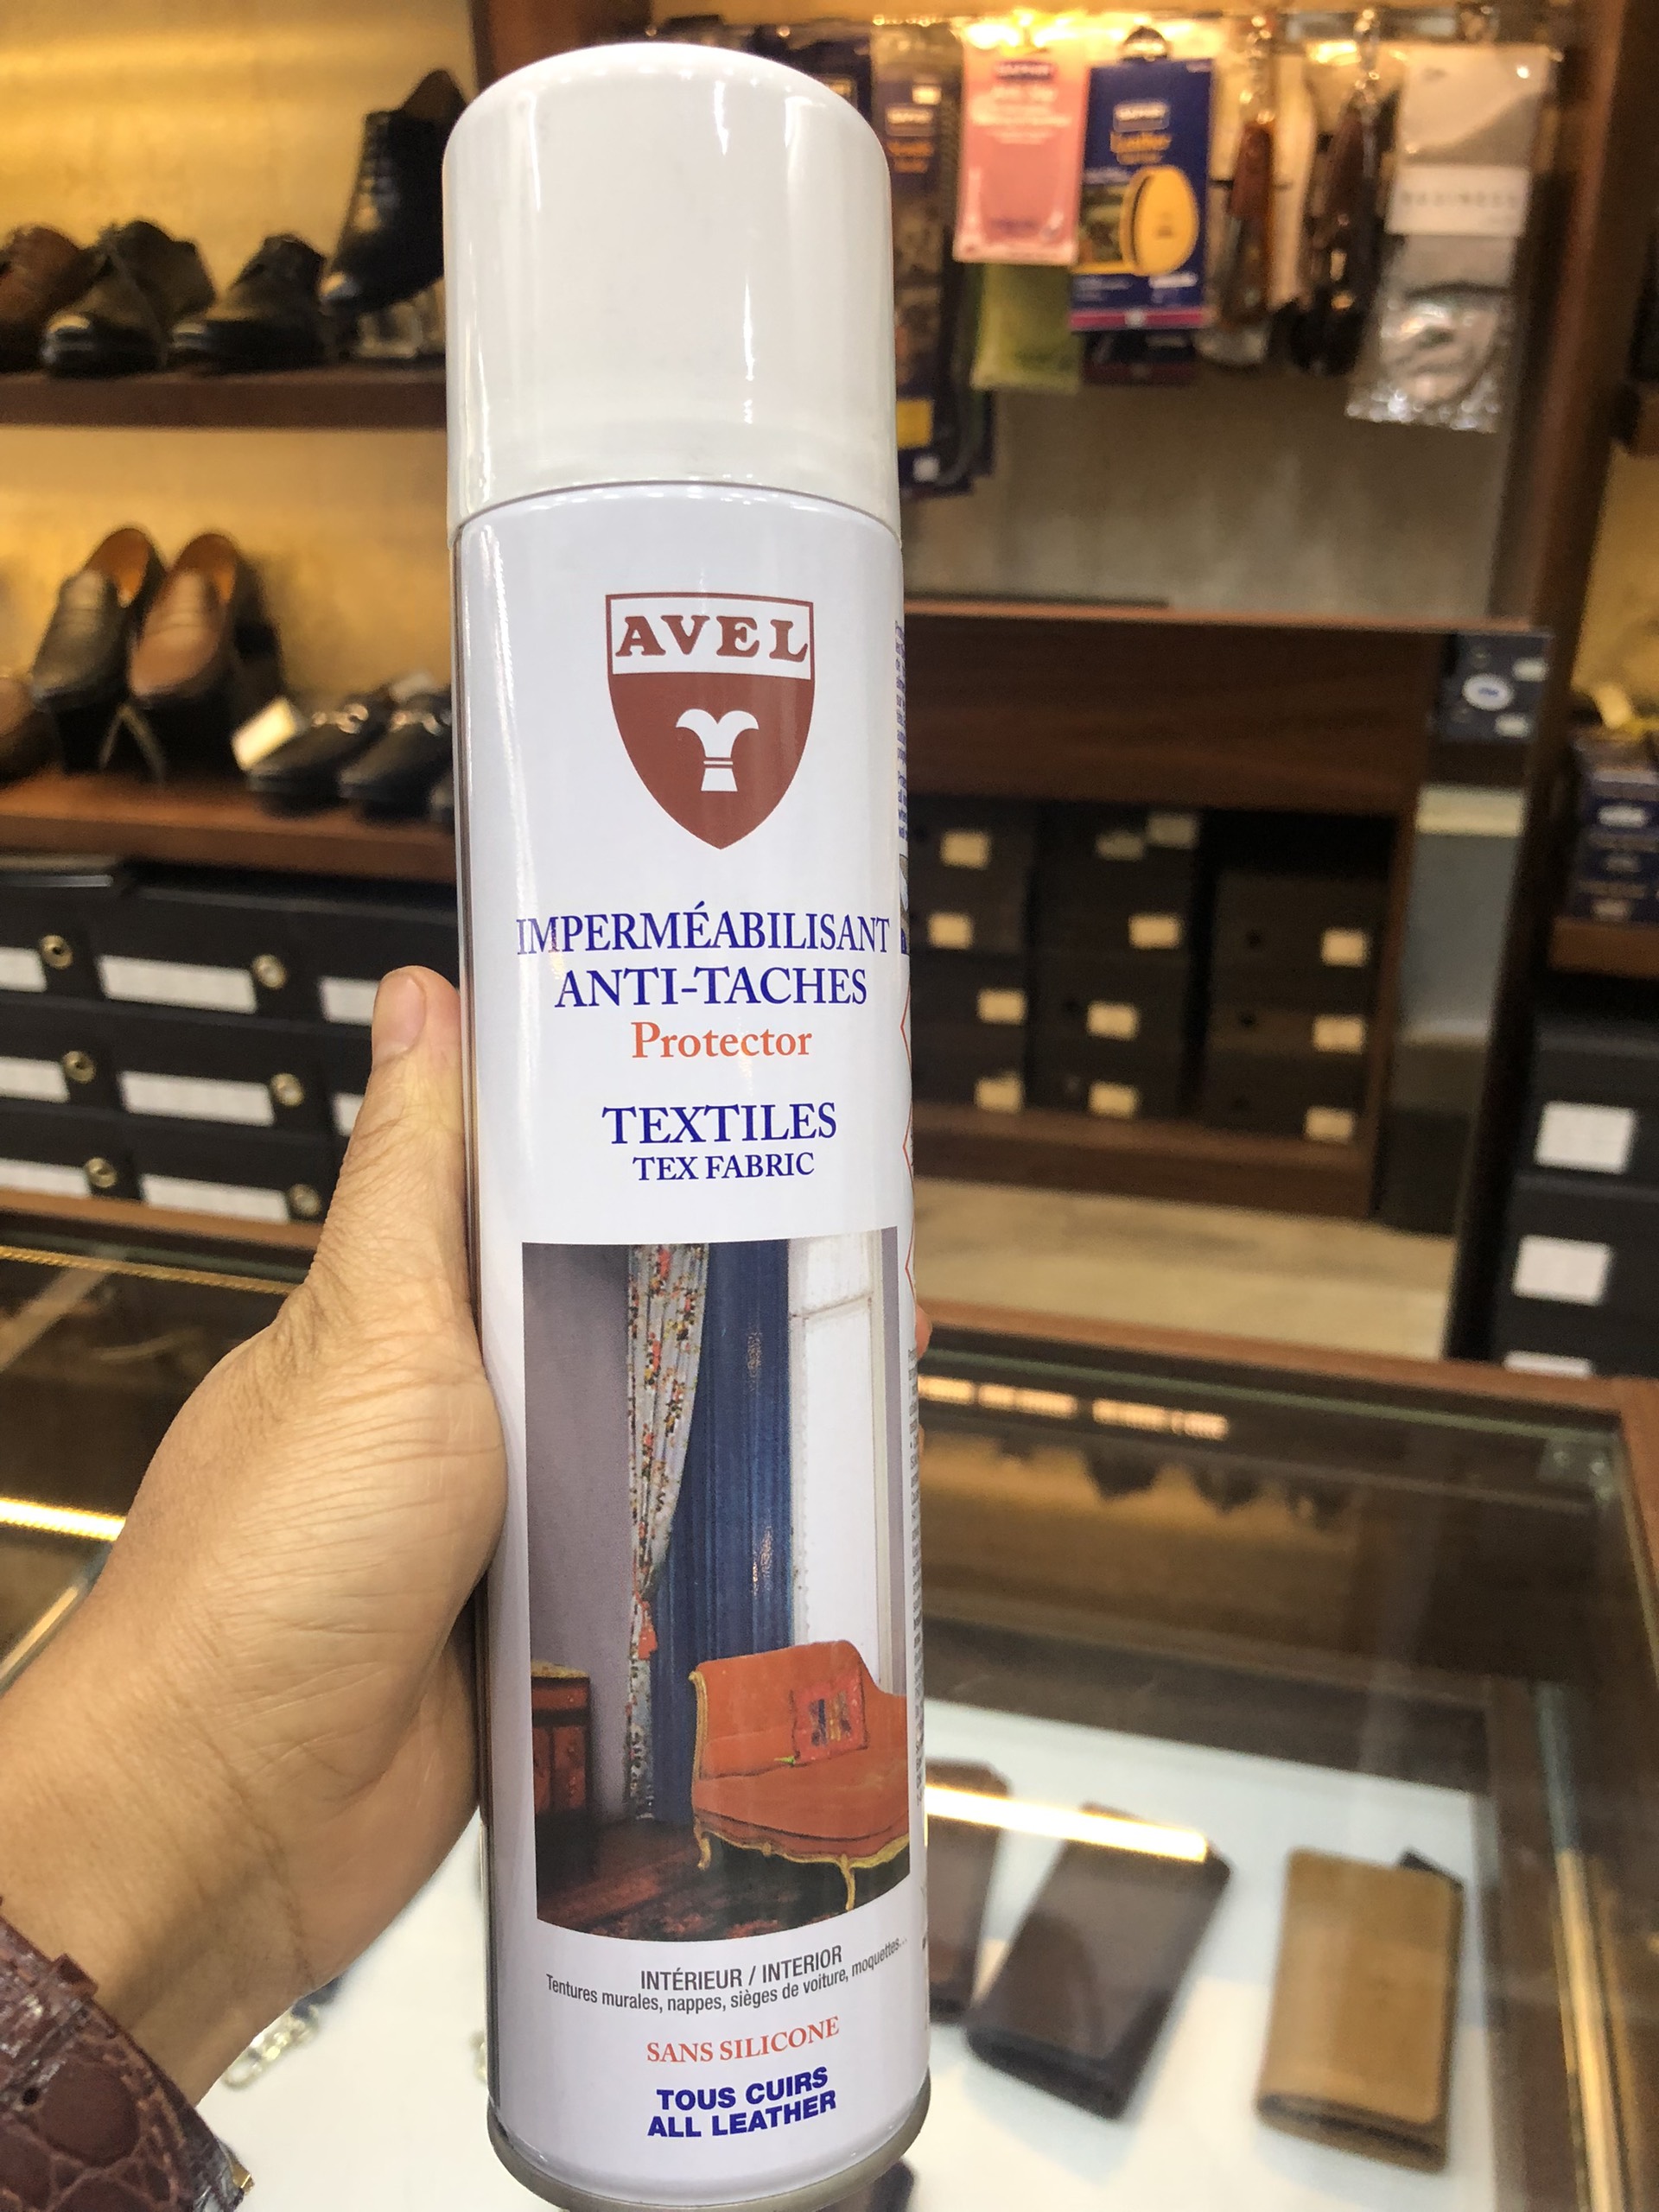 AVEL
IMPERMÉABILISANT
ANTI-TACHES
Protector
TEXTILES
TEX FABRIC
INTÉRIEUR / INTERIOR
Tentures murales, nappes, sièges de voiture, moquettes...
SANS SILICONE
TOUS CUIRS
ALL LEATHER